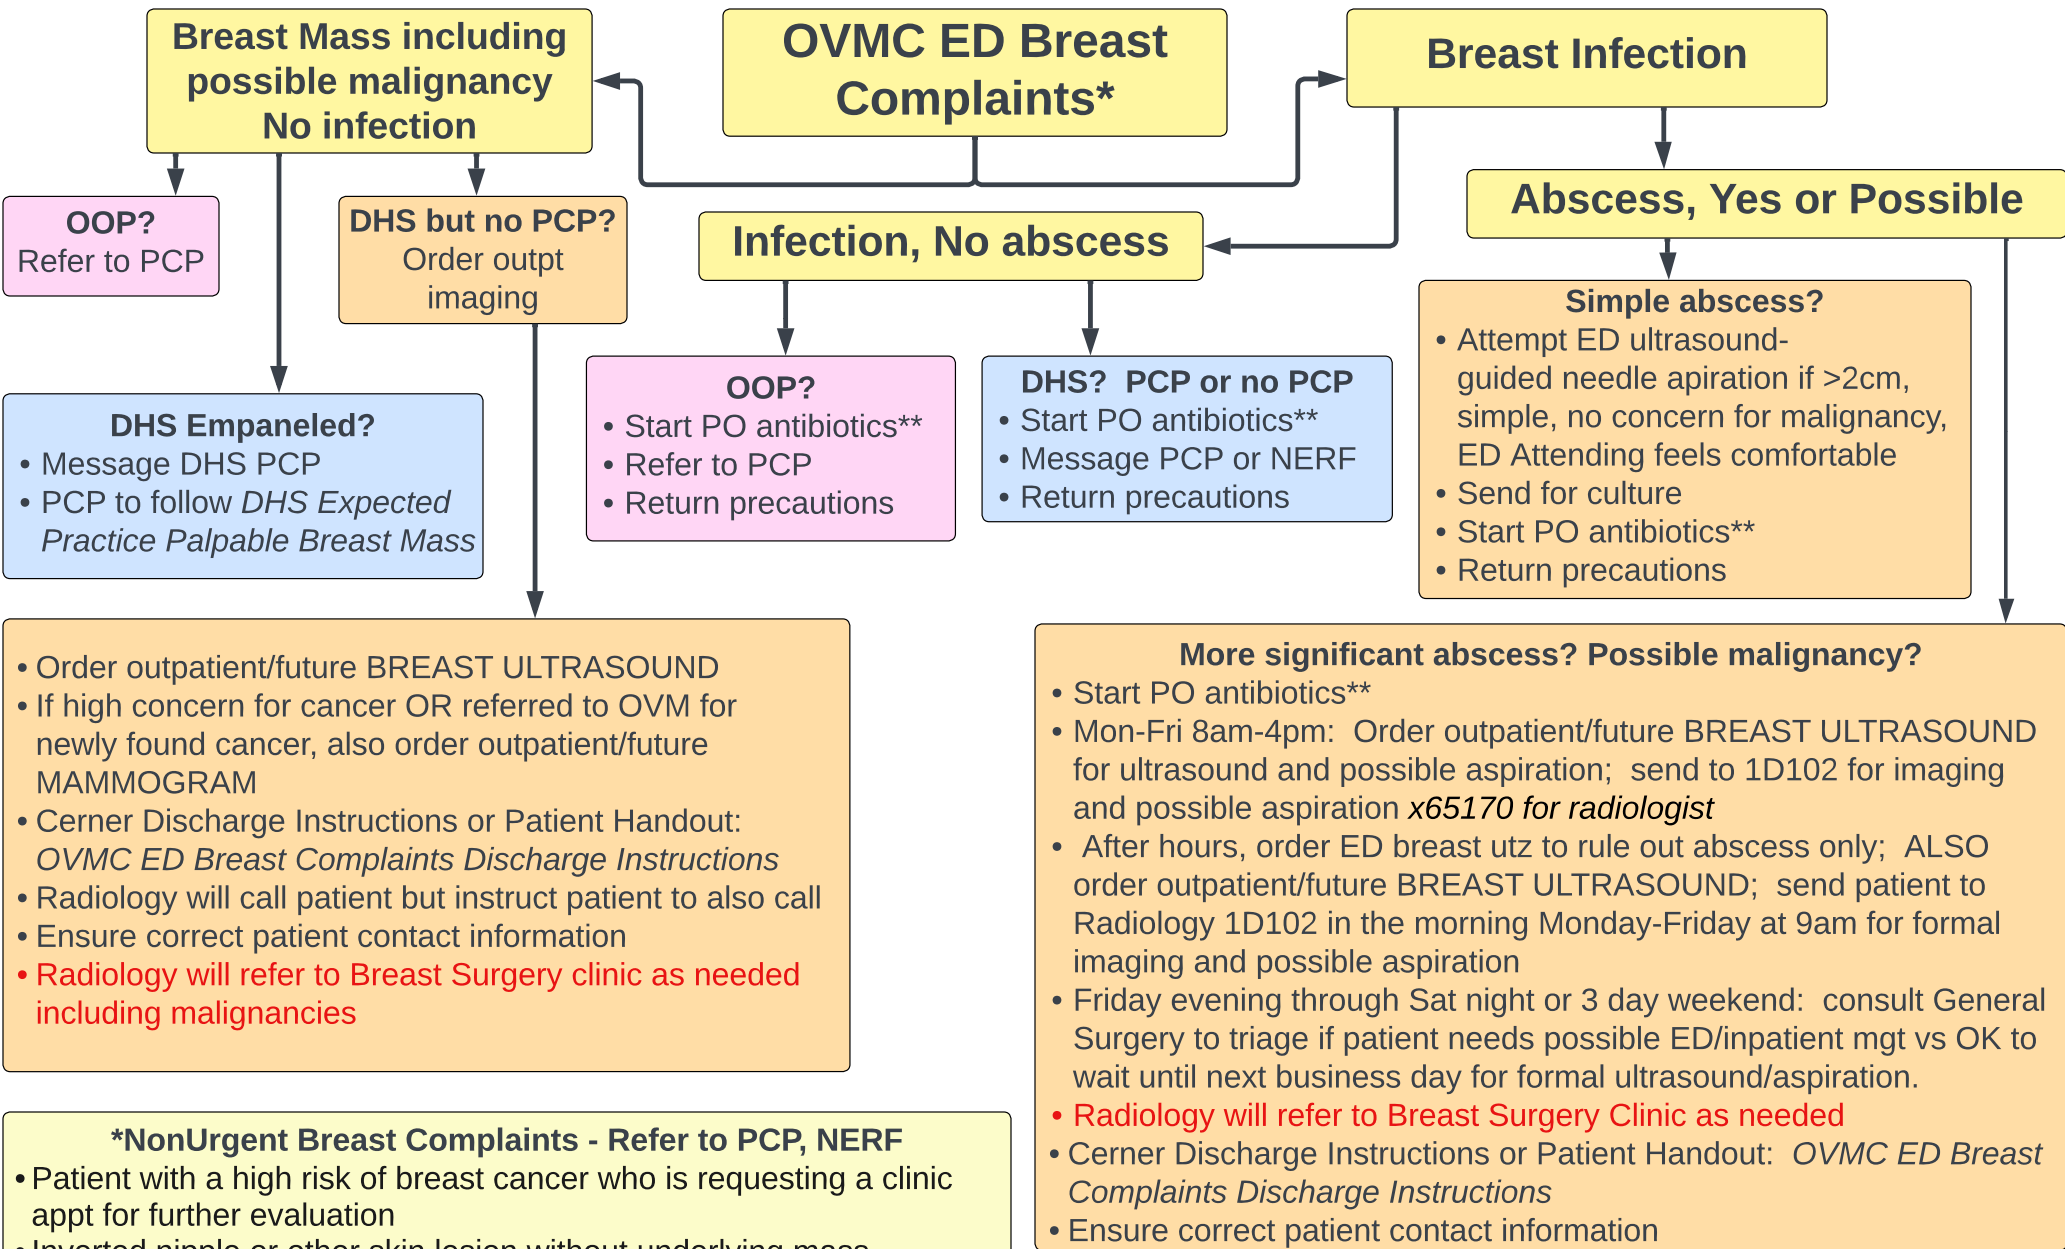 Breast Mass including
possible malignancy
No infection
OVMC ED Breast
Complaints*
Breast Infection
OOP?
Refer to PCP
DHS but no PCP?
Order outpt
imaging
Infection, No abscess
Abscess, Yes or Possible
DHS Empaneled?
• Message DHS PCP
• PCP to follow DHS Expected
Practice Palpable Breast Mass
OOP?
• Start PO antibiotics**
• Refer to PCP
• Return precautions
DHS?  PCP or no PCP
• Start PO antibiotics**
• Message PCP or NERF
• Return precautions
Simple abscess?
• Attempt ED ultrasound-
guided needle apiration if >2cm,
simple, no concern for malignancy,
ED Attending feels comfortable
• Send for culture
• Start PO antibiotics**
• Return precautions
• Order outpatient/future BREAST ULTRASOUND
• If high concern for cancer OR referred to OVM for
newly found cancer, also order outpatient/future
MAMMOGRAM
• Cerner Discharge Instructions or Patient Handout:
OVMC ED Breast Complaints Discharge Instructions
• Radiology will call patient but instruct patient to also call
• Ensure correct patient contact information
• Radiology will refer to Breast Surgery clinic as needed
including malignancies
More significant abscess? Possible malignancy?
• Start PO antibiotics**
• Mon-Fri 8am-4pm:  Order outpatient/future BREAST ULTRASOUND
for ultrasound and possible aspiration;  send to 1D102 for imaging
and possible aspiration x65170 for radiologist
• After hours, order ED breast utz to rule out abscess only;  ALSO
order outpatient/future BREAST ULTRASOUND;  send patient to
Radiology 1D102 in the morning Monday-Friday at 9am for formal
imaging and possible aspiration
• Friday evening through Sat night or 3 day weekend:  consult General
Surgery to triage if patient needs possible ED/inpatient mgt vs OK to
wait until next business day for formal ultrasound/aspiration.
• Radiology will refer to Breast Surgery Clinic as needed
• Cerner Discharge Instructions or Patient Handout:  OVMC ED Breast
Complaints Discharge Instructions
• Ensure correct patient contact information
*NonUrgent Breast Complaints - Refer to PCP, NERF
• Patient with a high risk of breast cancer who is requesting a clinic
appt for further evaluation
• Inverted nipple or other skin lesion without underlying mass